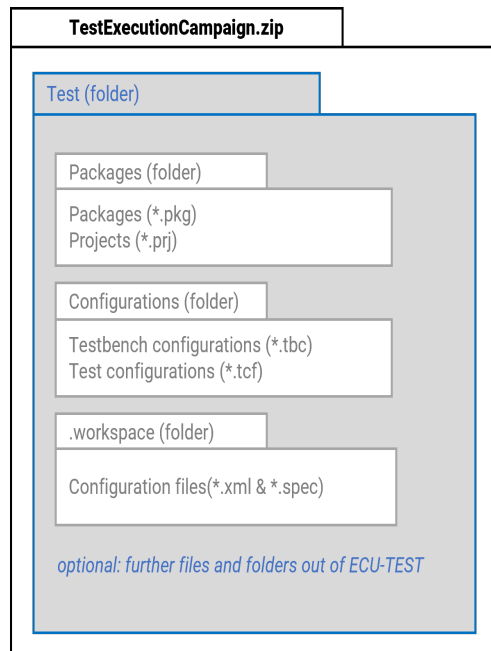 TestExecutionCampaign.zip
Test (folder)
Packages (folder)
Packages (*.pkg)
Projects (*.prj)
Configurations (folder)
Testbench configurations (*.tbc)
Test configurations (*.tcf)
.workspace (folder)
Configuration files(*.xml & *.spec)
optional: further files and folders out of ECU-TEST